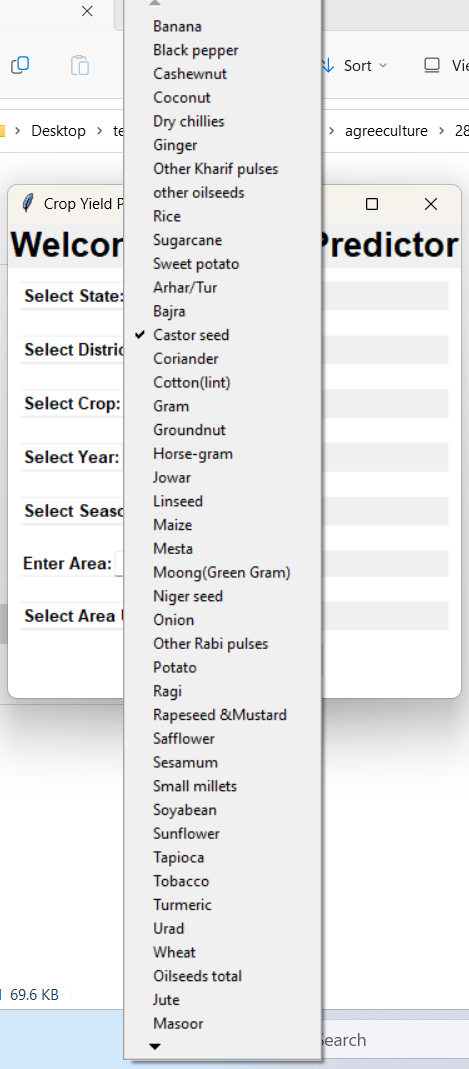 Banana
Black pepper
Sort
Cashewnut
Coconut
Dry chillies
Desktop
agreeculture
28
Ginger
Other Kharif pulses
other oilseeds
Crop Yield P
Rice
Sugarcane
Welcon
Predictor
Sweet potato
Arhar/Tur
Select State:
Bajra
Castor seed
Select Distric
Coriander
Cotton(lint)
Select Crop:
Gram
Groundnut
Horse-gram
Select Year:
Jowar
Linseed
Select Seaso
Maize
Mesta
Enter Area:
Moong(Green Gram)
Niger seed
Select Area
Onion
Other Rabi pulses
Potato
Ragi
Rapeseed &Mustard
Safflower
Sesamum
Small millets
Soyabean
Sunflower
Tapioca
Tobacco
Turmeric
Urad
Wheat
Oilseeds total
69.6 KB
Jute
Masoor
Search